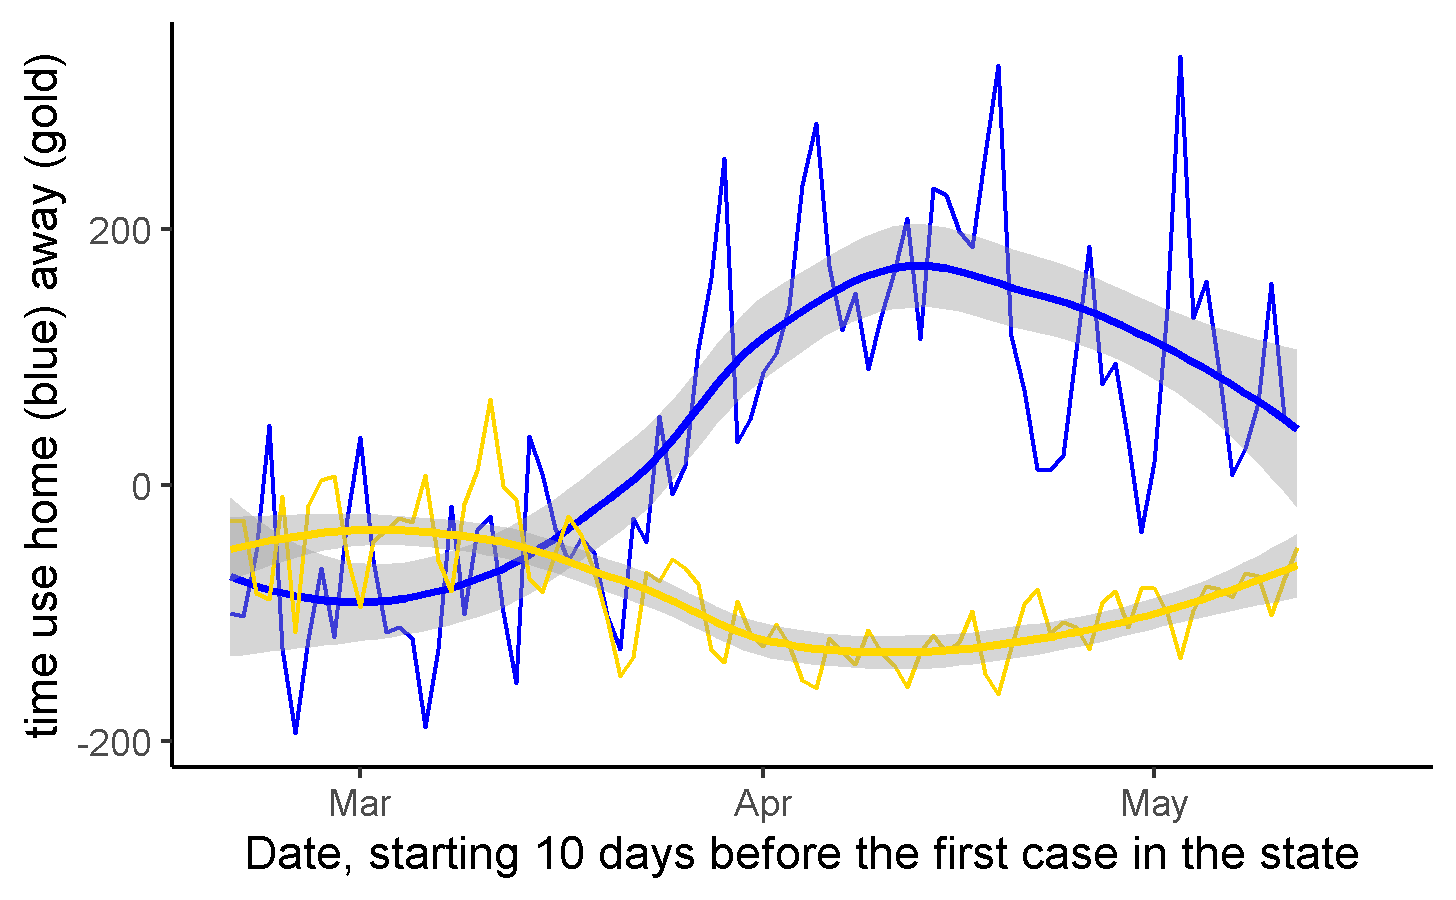 time use home (blue) away (gold)
200
0
-200
Mar
Apr
May
Date, starting 10 days before the first case in the state